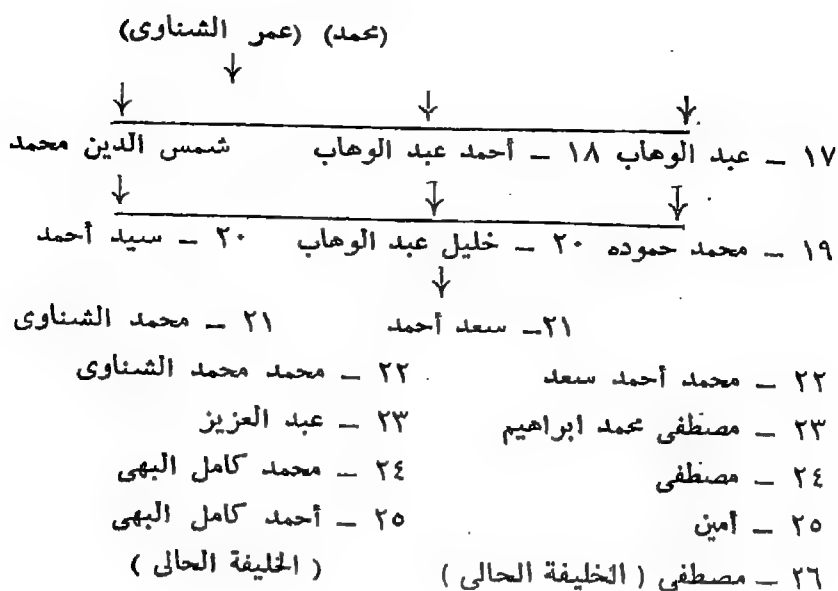 (محمد) (عمر الشناوى)
١٧ – عبد الوهاب ١٨ – أحمد عبد الوهاب شمس الدين محمد
١٩ – محمد حموده ٢٠ – خليل عبد الوهاب ٢٠ – سيد أحمد
٢١– سعد أحمد ٢١ – محمد الشناوى
٢٢ – محمد أحمد سعد ٢٢ – محمد محمد الشناوى
٢٣ – مصطفى محمد ابراهيم ٢٣ – عبد العزيز
٢٤ – مصطفى ٢٤ – محمد كامل البهى
٢٥ – أمين ٢٥ – أحمد كامل البهى
٢٦ – مصطفى ( الخليفة الحالى ) ( الخليفة الحالى )